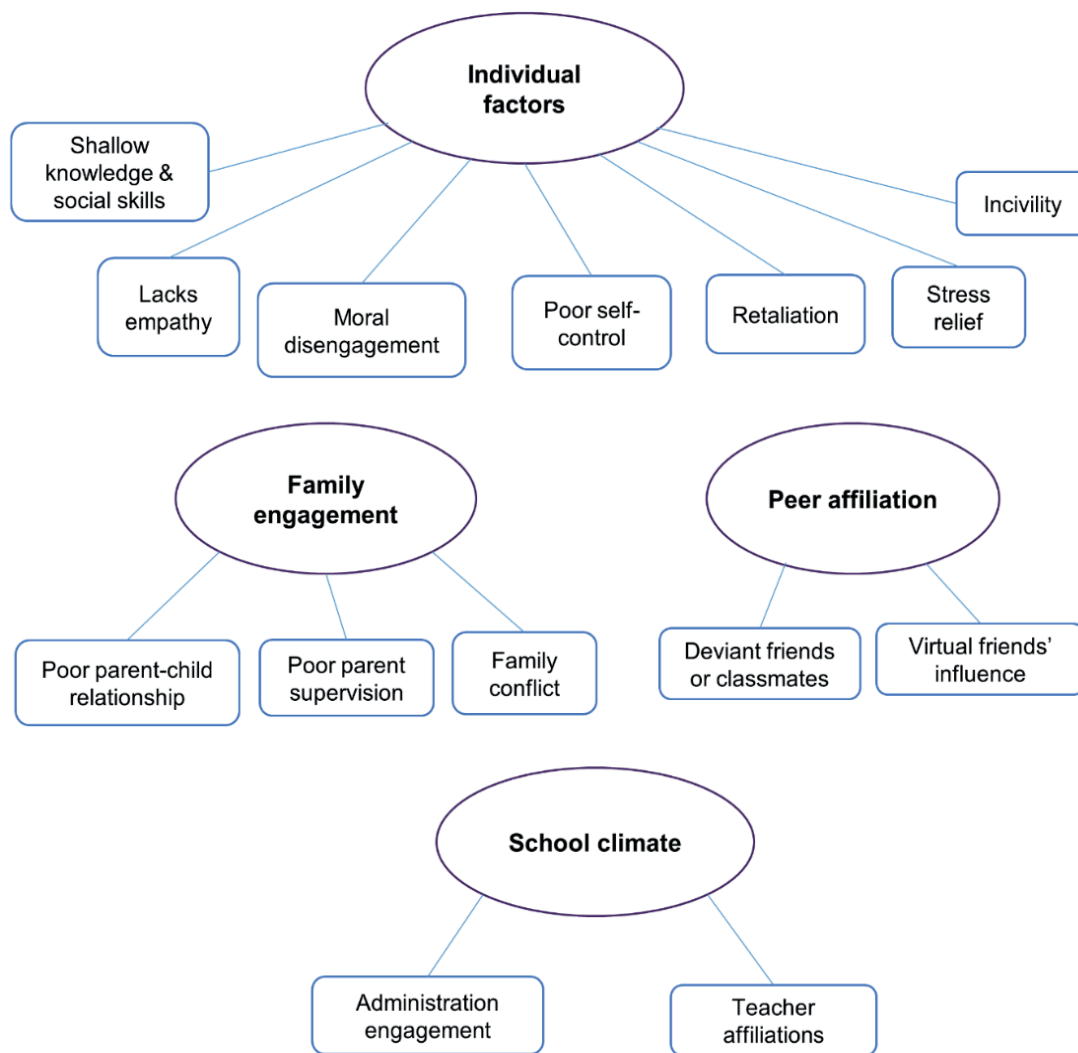 Individual
factors
Shallow
knowledge &
social skills
Lacks
empathy
Moral
disengagement
Poor self-
control
Retaliation
Stress
relief
Incivility
Family
engagement
Poor parent-child
relationship
Poor parent
supervision
Family
conflict
Peer affiliation
Deviant friends
or classmates
Virtual friends’
influence
School climate
Administration
engagement
Teacher
affiliations